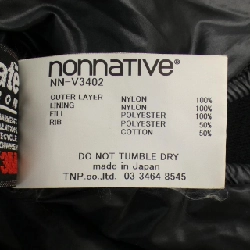 nonnative®
NN-V3402
OUTER LAYER NYLON 100%
LINING NYLON 100%
FILL POLYESTER 100%
RIB POLYESTER 50%
COTTON 50%
DO NOT TUMBLE DRY
made in Japan
TNP.co.,ltd. 03 3464 8545